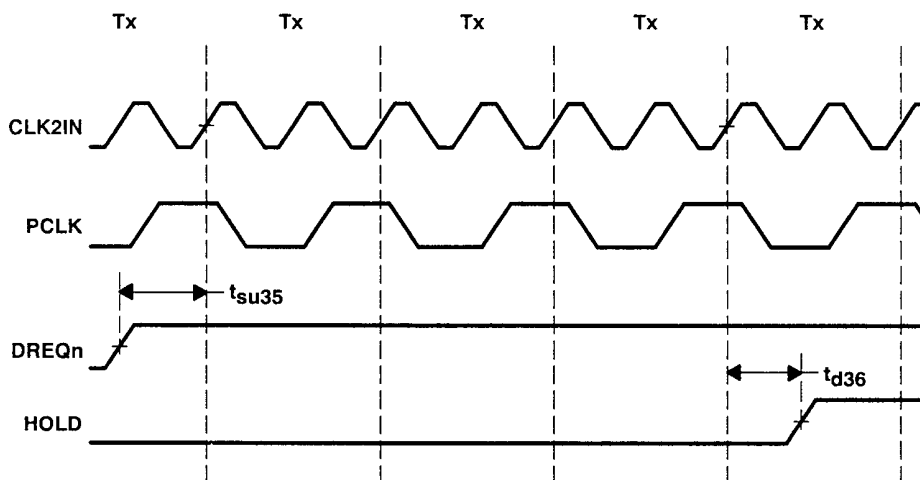 Tx Tx Tx Tx Tx
CLK2IN
PCLK
tsu35
DREQn
td36
HOLD